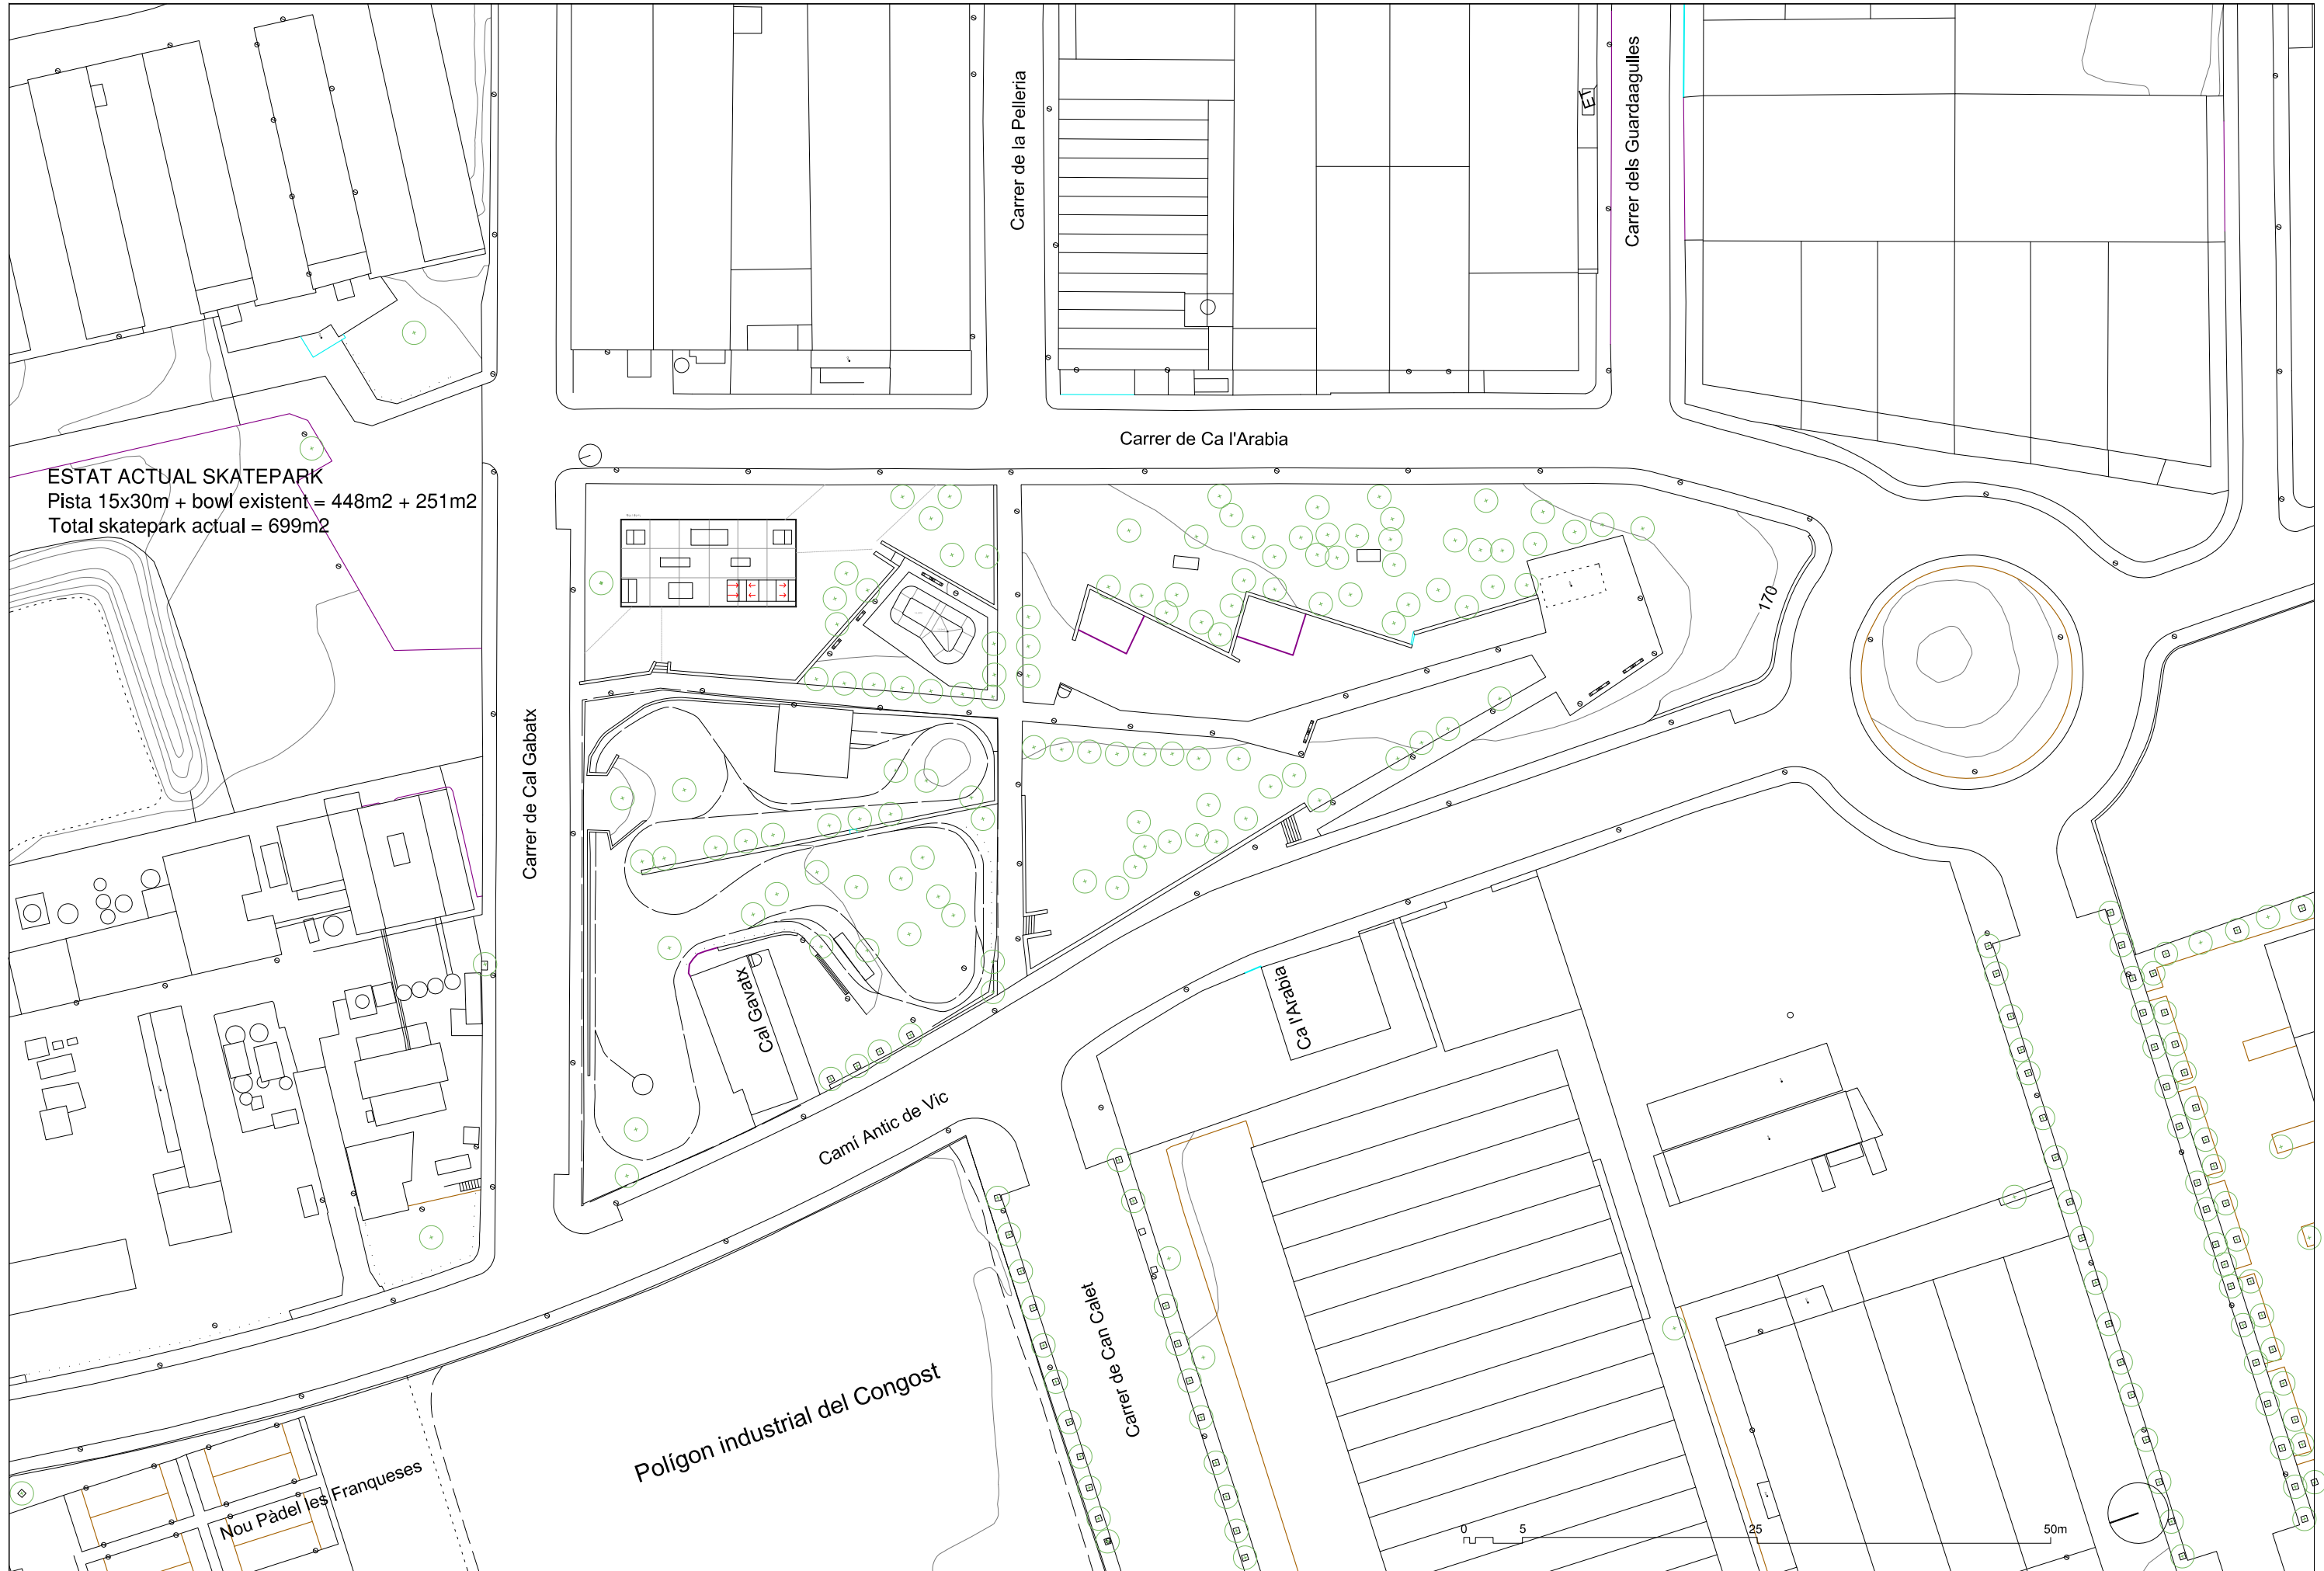 Carrer de la Pelleria
Carrer dels Guardaagulles
ET
Carrer de Ca l'Arabia
ESTAT ACTUAL SKATEPARK
Pista 15x30m + bowl existent = 448m2 + 251m2
Total skatepark actual = 699m2
170
Carrer de Cal Gabatx
Cal Gavatx
Ca l'Arabia
Camí Antic de Vic
Carrer de Can Calet
Polígon industrial del Congost
Nou Pàdel les Franqueses
0 5 25 50m